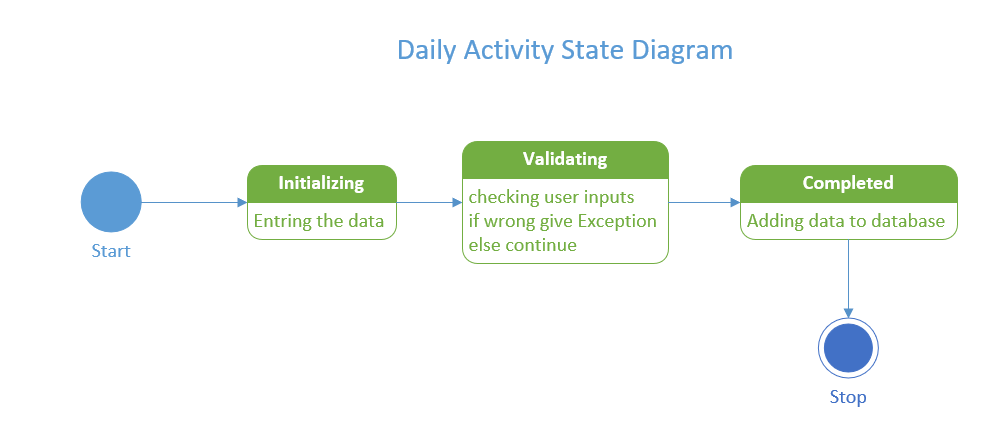 Daily Activity State Diagram
Start
Initializing
Entring the data
Validating
checking user inputs
if wrong give Exception
else continue
Completed
Adding data to database
Stop